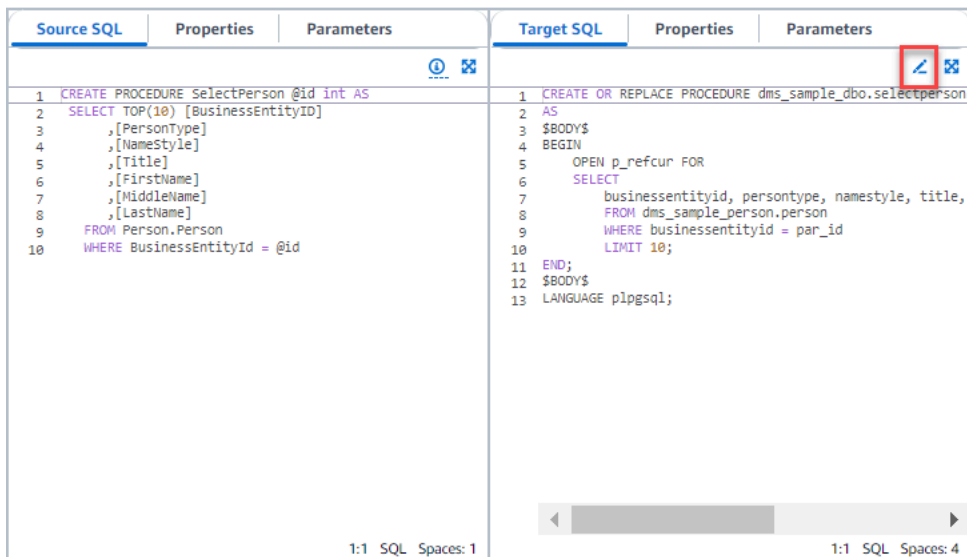 Source SQL Properties Parameters
1 CREATE PROCEDURE SelectPerson @id int AS
2 SELECT TOP(10) [BusinessEntityID]
3 ,[PersonType]
4 ,[NameStyle]
5 ,[Title]
6 ,[FirstName]
7 ,[MiddleName]
8 ,[LastName]
9 FROM Person.Person
10 WHERE BusinessEntityId = @id
1:1 SQL Spaces: 1
Target SQL Properties Parameters
1 CREATE OR REPLACE PROCEDURE dms_sample_dbo.selectperson
2 AS
3 $BODY$
4 BEGIN
5 OPEN p_refcur FOR
6 SELECT
7 businessentityid, persontype, namestyle, title,
8 FROM dms_sample_person.person
9 WHERE businessentityid = par_id
10 LIMIT 10;
11 END;
12 $BODY$
13 LANGUAGE plpgsql;
1:1 SQL Spaces: 4